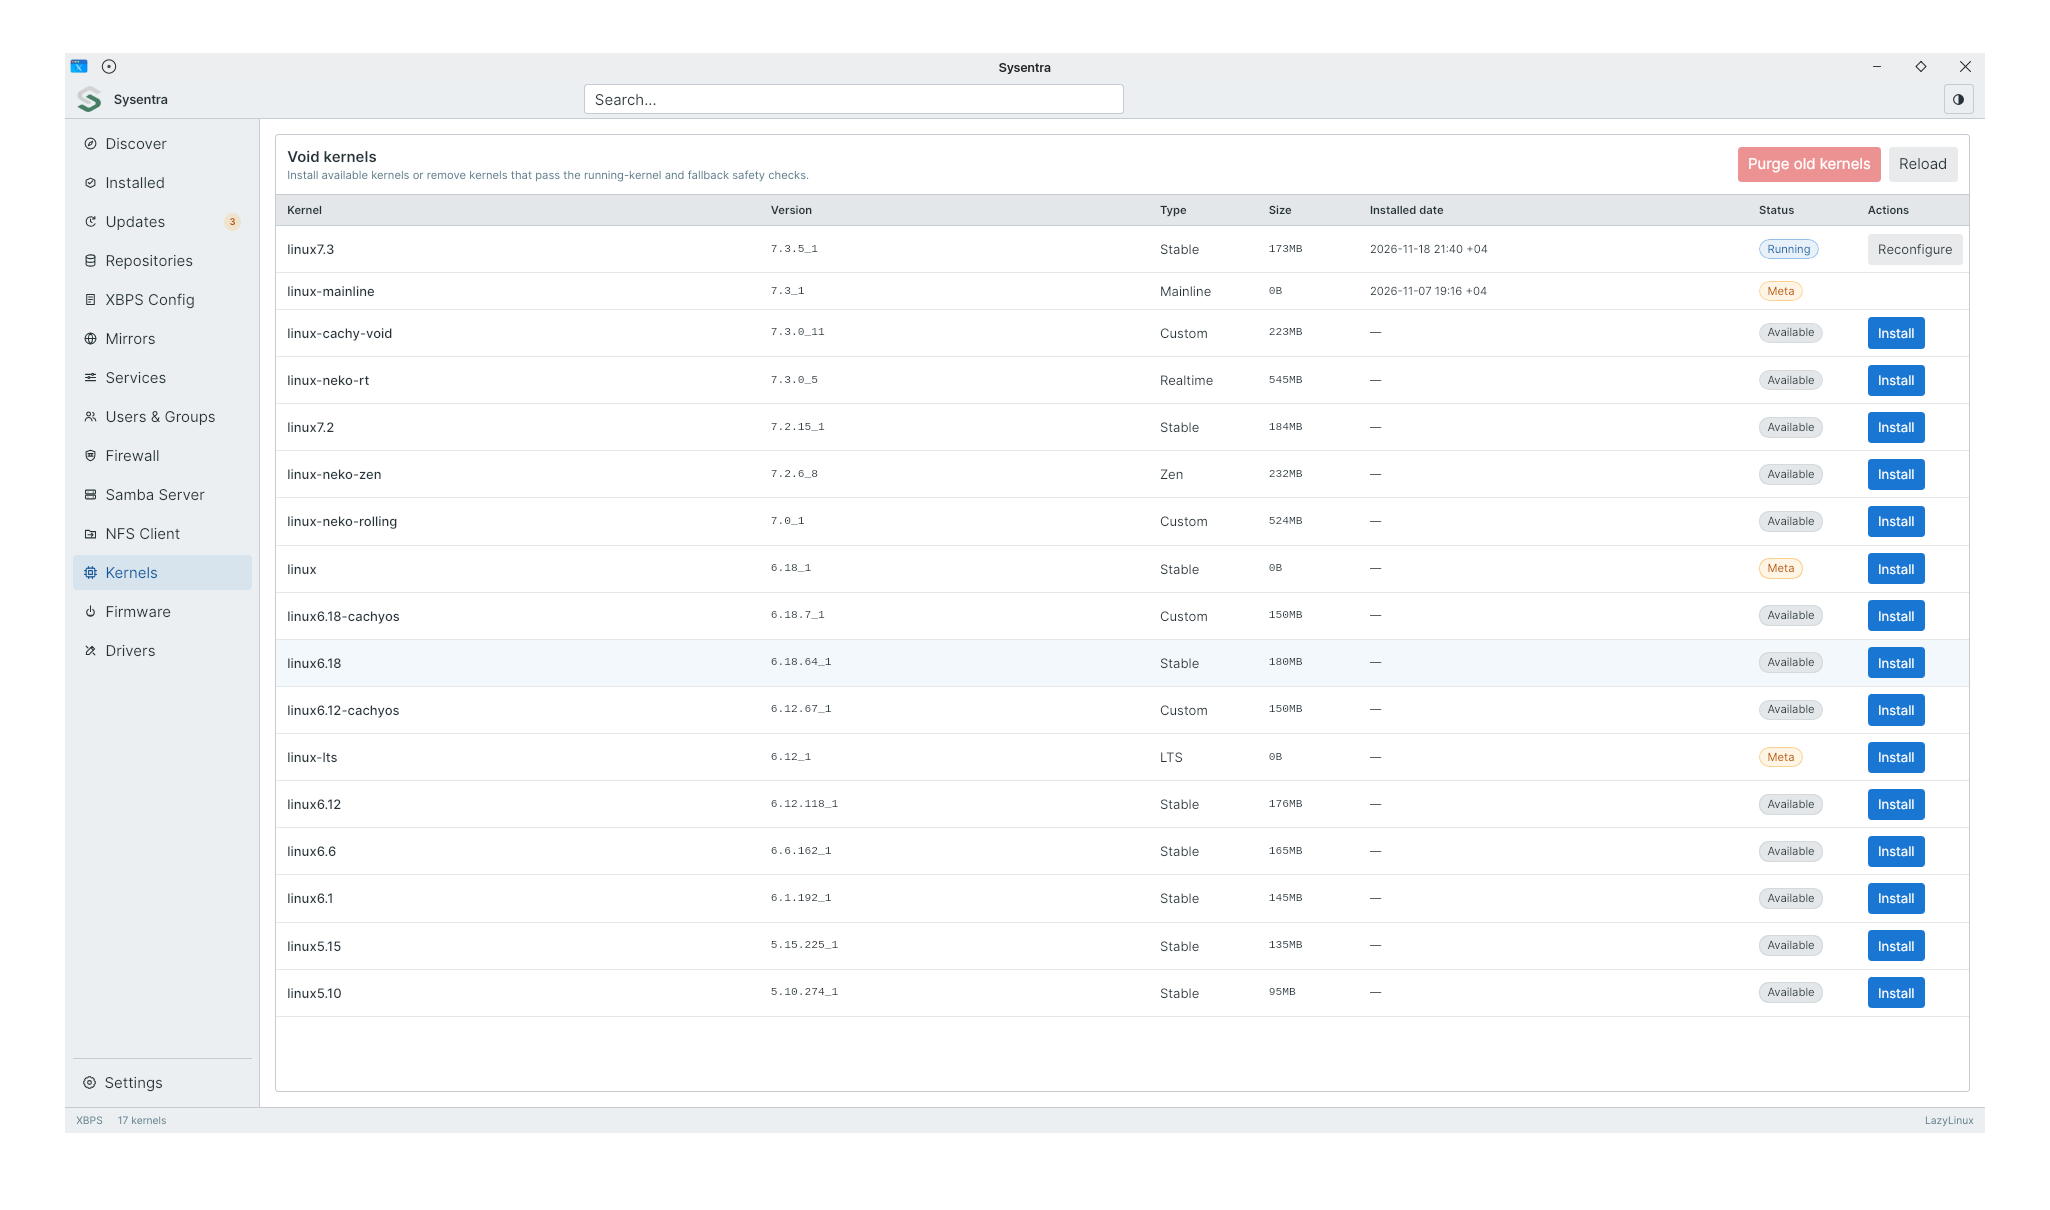 Sysentra
Sysentra
Search...
Discover
Installed
Updates 3
Repositories
XBPS Config
Mirrors
Services
Users & Groups
Firewall
Samba Server
NFS Client
Kernels
Firmware
Drivers
Settings
Void kernels
Install available kernels or remove kernels that pass the running-kernel and fallback safety checks.
Purge old kernels Reload
Kernel Version Type Size Installed date Status Actions
linux7.3 7.3.5_1 Stable 173MB 2026-11-18 21:40 +04 Running Reconfigure
linux-mainline 7.3_1 Mainline 0B 2026-11-07 19:16 +04 Meta
linux-cachy-void 7.3.0_11 Custom 223MB — Available Install
linux-neko-rt 7.3.0_5 Realtime 545MB — Available Install
linux7.2 7.2.15_1 Stable 184MB — Available Install
linux-neko-zen 7.2.6_8 Zen 232MB — Available Install
linux-neko-rolling 7.0_1 Custom 524MB — Available Install
linux 6.18_1 Stable 0B — Meta Install
linux6.18-cachyos 6.18.7_1 Custom 150MB — Available Install
linux6.18 6.18.64_1 Stable 180MB — Available Install
linux6.12-cachyos 6.12.67_1 Custom 150MB — Available Install
linux-lts 6.12_1 LTS 0B — Meta Install
linux6.12 6.12.118_1 Stable 176MB — Available Install
linux6.6 6.6.162_1 Stable 165MB — Available Install
linux6.1 6.1.192_1 Stable 145MB — Available Install
linux5.15 5.15.225_1 Stable 135MB — Available Install
linux5.10 5.10.274_1 Stable 95MB — Available Install
XBPS 17 kernels LazyLinux